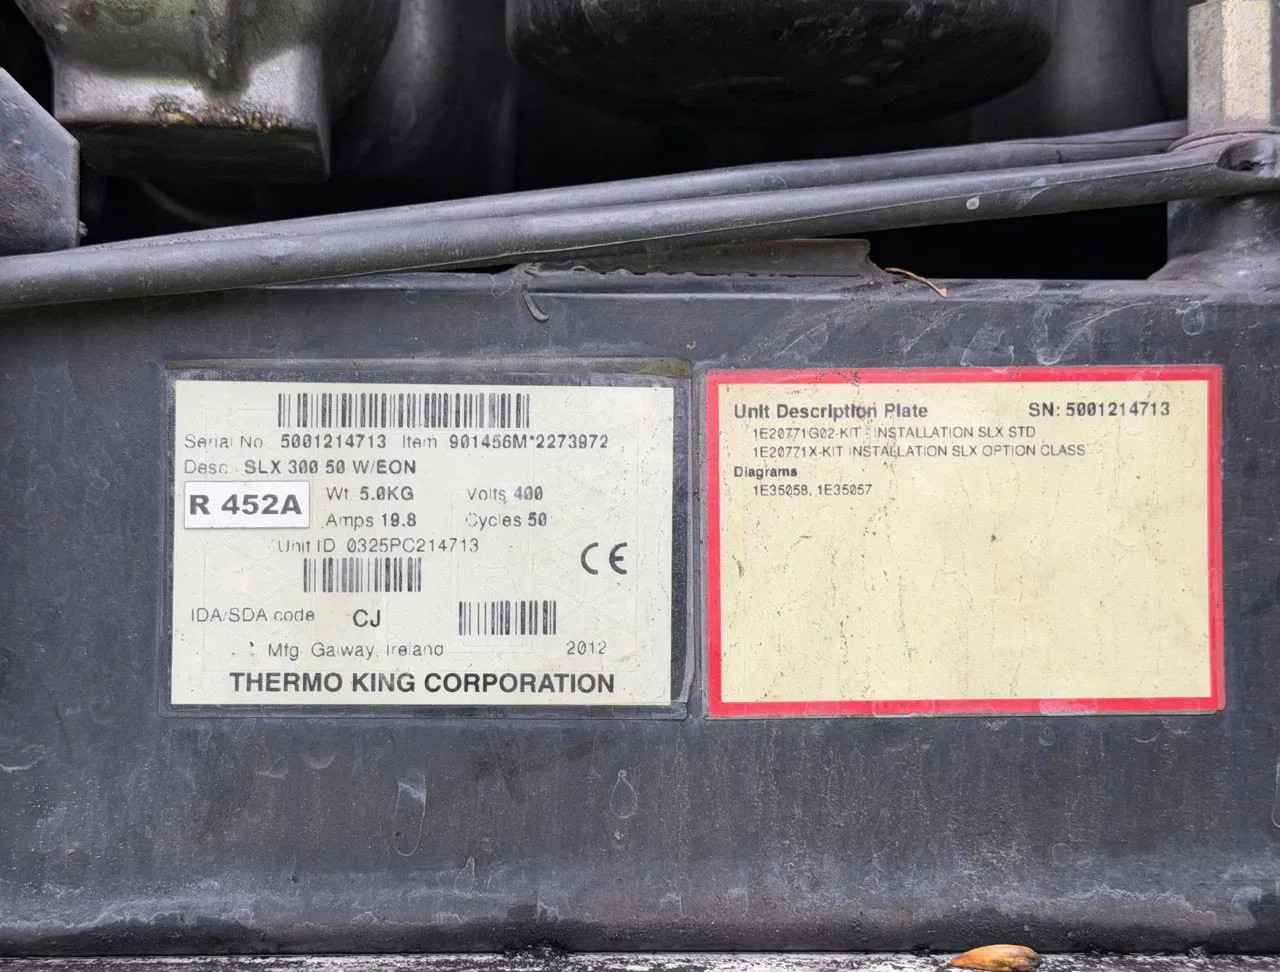 Serial No. 5001214713 Item 901456M*2273972
Desc. SLX 300 50 W/EON
R 452A
Wt. 5.0KG Volts 400
Amps 19.8 Cycles 50
Unit ID 0325PC214713
CE
IDA/SDA code CJ
Mfg. Galway, Ireland 2012
THERMO KING CORPORATION
Unit Description Plate SN: 5001214713
1E20771G02-KIT - INSTALLATION SLX STD
1E20771X-KIT INSTALLATION SLX OPTION CLASS
Diagrams
1E35058, 1E35057